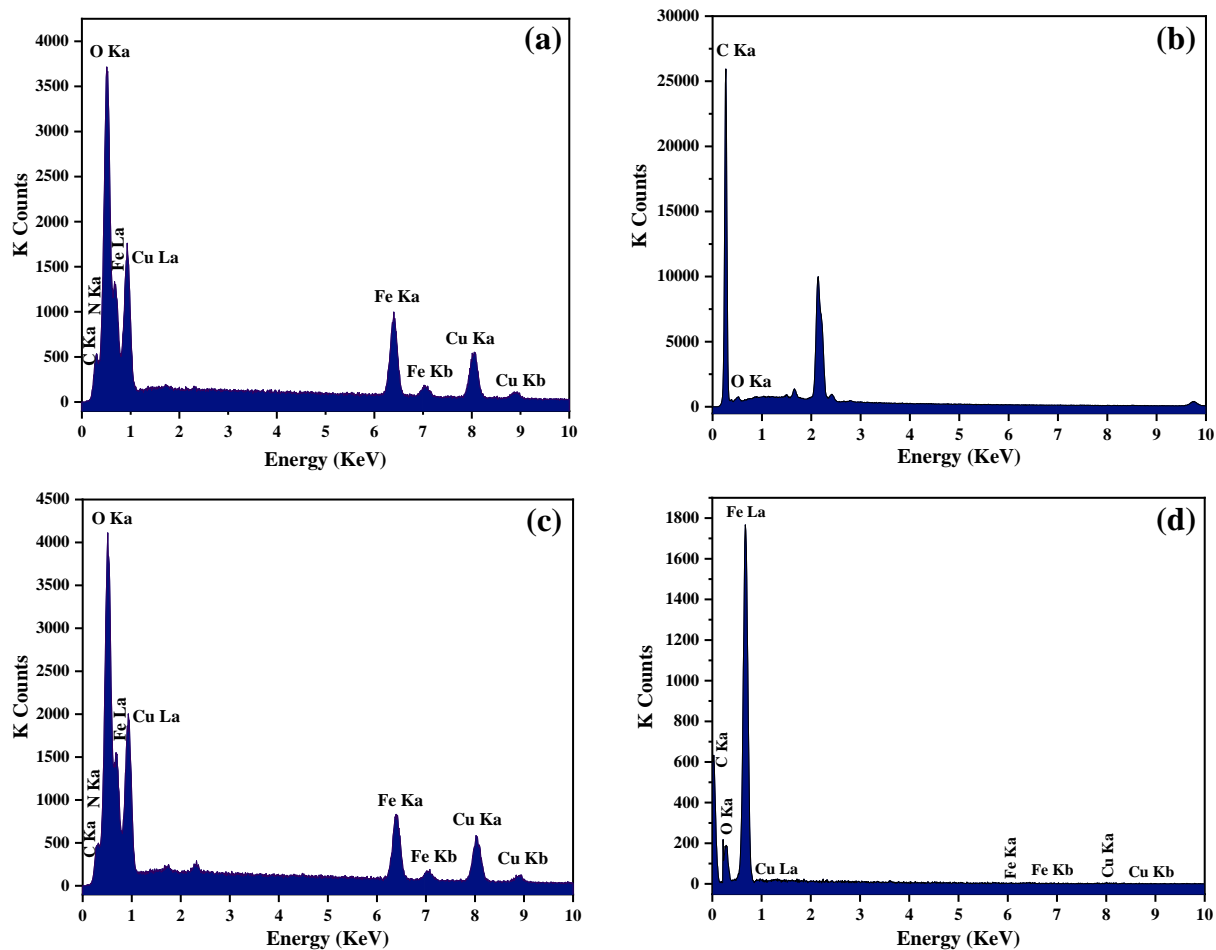 (a)
4000
3500
3000
2500
2000
1500
1000
500
0
K Counts
O Ka
C Ka
N Ka
Fe La
Cu La
Fe Ka
Fe Kb
Cu Ka
Cu Kb
0 1 2 3 4 5 6 7 8 9 10
Energy (KeV)
(b)
30000
25000
20000
15000
10000
5000
0
K Counts
C Ka
O Ka
0 1 2 3 4 5 6 7 8 9 10
Energy (KeV)
(c)
4500
4000
3500
3000
2500
2000
1500
1000
500
0
K Counts
O Ka
C Ka
N Ka
Fe La
Cu La
Fe Ka
Fe Kb
Cu Ka
Cu Kb
0 1 2 3 4 5 6 7 8 9 10
Energy (KeV)
(d)
1800
1600
1400
1200
1000
800
600
400
200
0
K Counts
Fe La
C Ka
O Ka
Cu La
Fe Ka
Fe Kb
Cu Ka
Cu Kb
0 1 2 3 4 5 6 7 8 9 10
Energy (KeV)